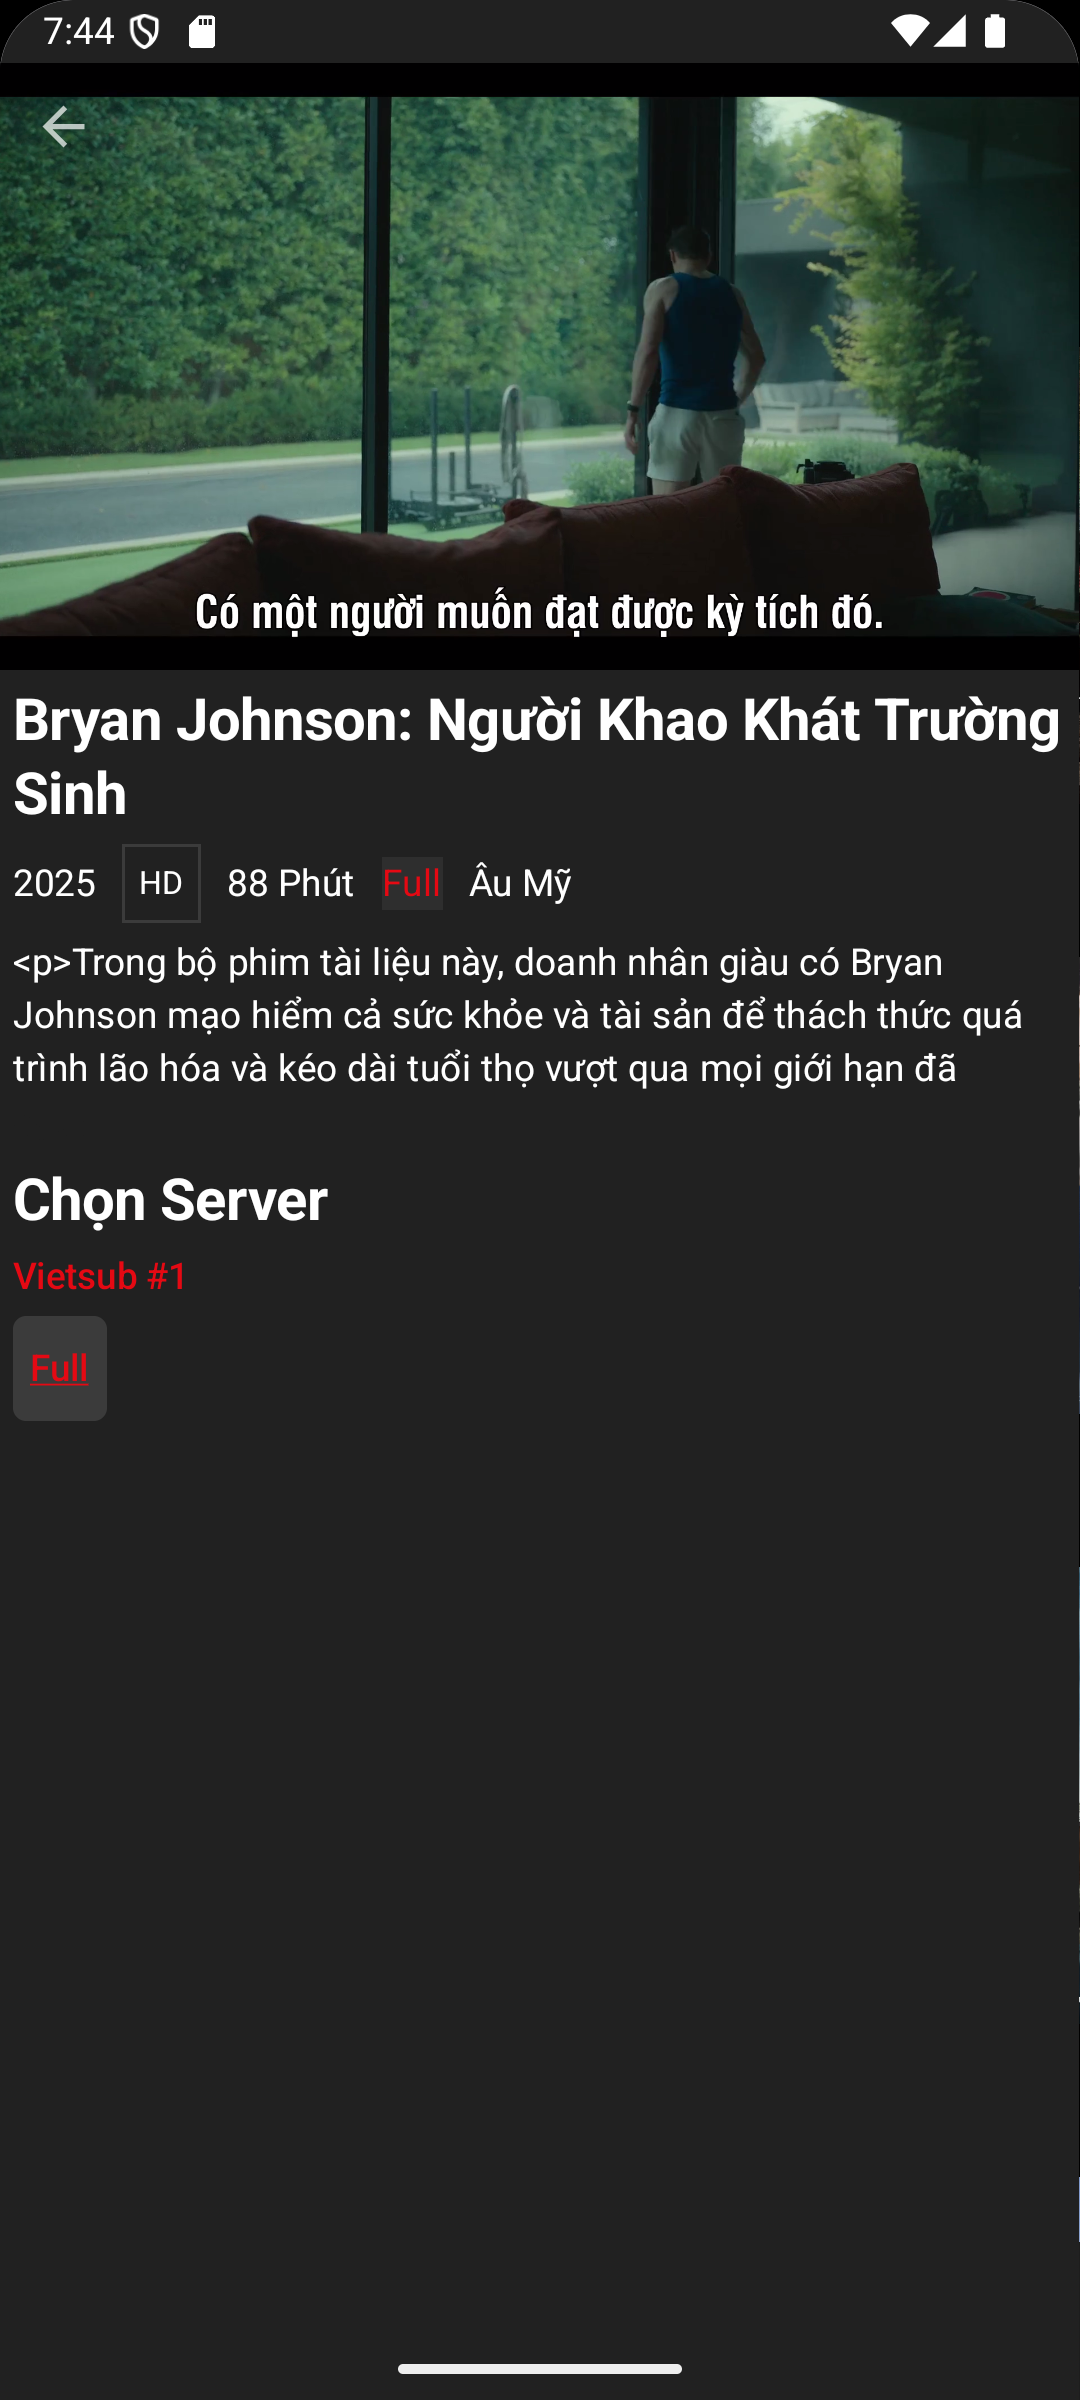 7:44
Có một người muốn đạt được kỳ tích đó.
Bryan Johnson: Người Khao Khát Trường
Sinh
2025 HD 88 Phút Full Âu Mỹ
<p>Trong bộ phim tài liệu này, doanh nhân giàu có Bryan
Johnson mạo hiểm cả sức khỏe và tài sản để thách thức quá
trình lão hóa và kéo dài tuổi thọ vượt qua mọi giới hạn đã
Chọn Server
Vietsub #1
Full